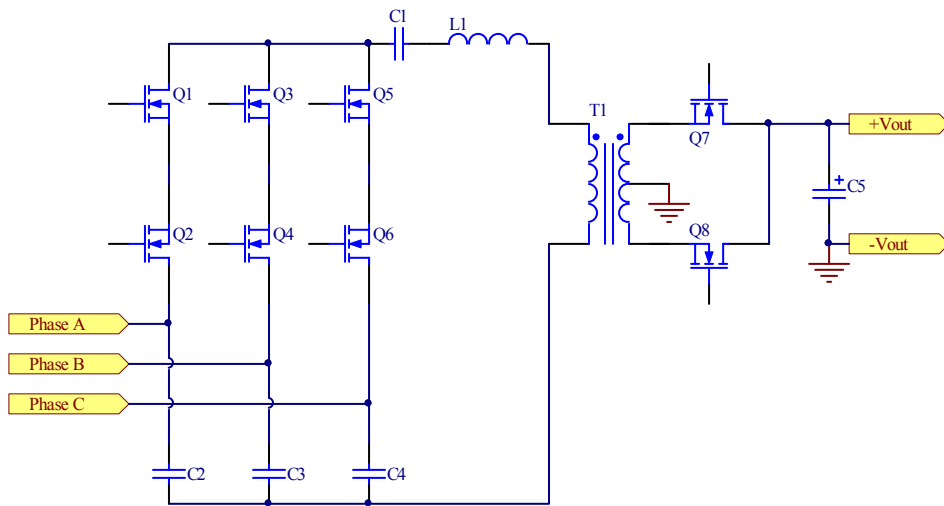 C1
L1
Q1
Q3
Q5
T1
Q7
+Vout
C5
+
Q2
Q4
Q6
Q8
-Vout
Phase A
Phase B
Phase C
C2
C3
C4